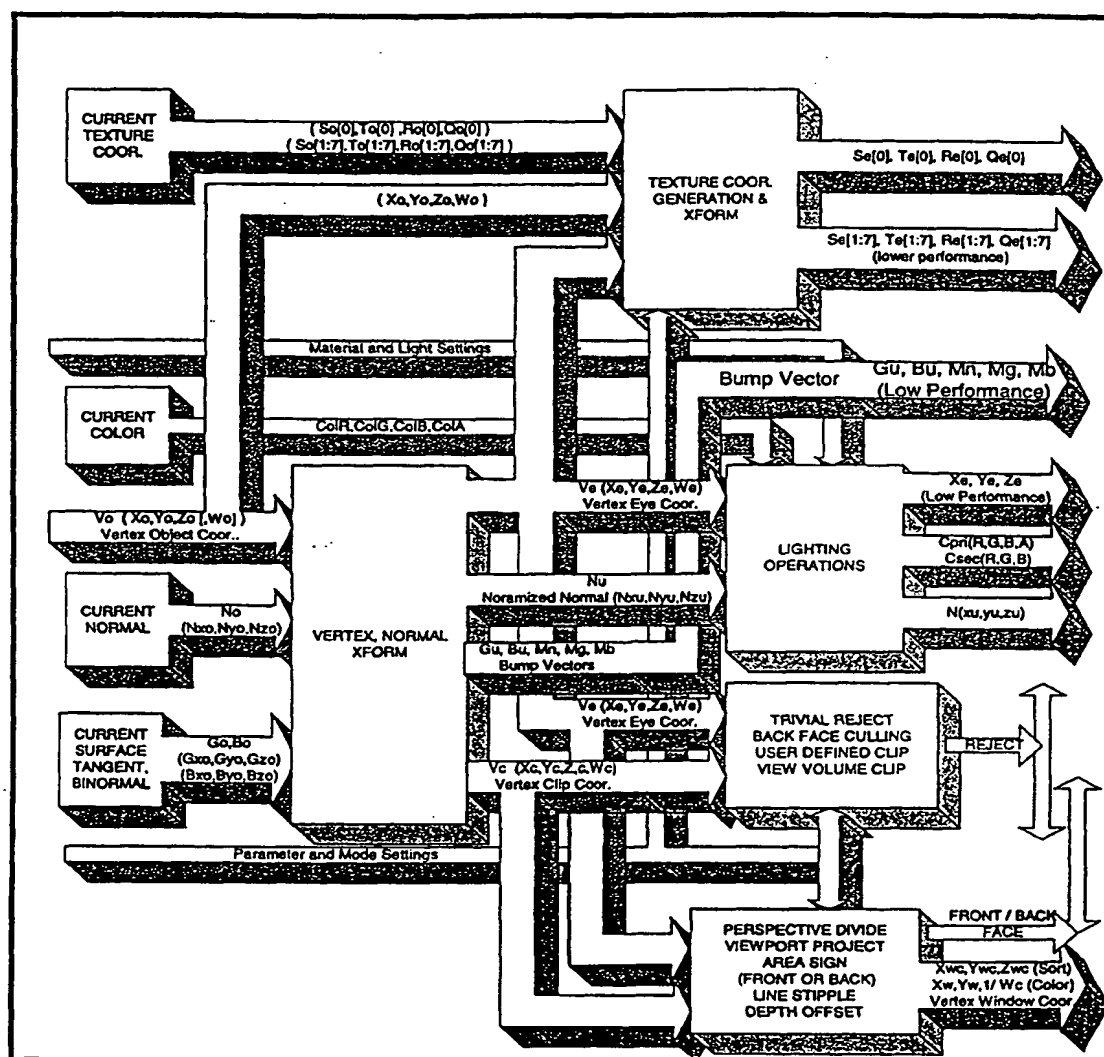 CURRENT
TEXTURE
COOR.
( So[0],To[0] ,Ro[0],Qo[0] )
( So[1:7],To[1:7],Ro[1:7],Qo[1:7] )
( Xo,Yo,Zo,Wo )
TEXTURE COOR.
GENERATION &
XFORM
Se[0], Te[0], Re[0], Qe[0]
Se[1:7], Te[1:7], Re[1:7], Qe[1:7]
(lower performance)
Material and Light Settings
Bump Vector
Gu, Bu, Mn, Mg, Mb
(Low Performance)
CURRENT
COLOR
ColR,ColG,ColB,ColA
Vo ( Xo,Yo,Zo [,Wo] )
Vertex Object Coor..
Ve (Xe,Ye,Ze,We)
Vertex Eye Coor.
LIGHTING
OPERATIONS
Xe, Ye, Ze
(Low Performance)
Cpri(R,G,B,A)
Csec(R,G,B)
N(xu,yu,zu)
CURRENT
NORMAL
No
(Nxo,Nyo,Nzo)
VERTEX, NORMAL
XFORM
Nu
Noramized Normal (Nxu,Nyu,Nzu)
Gu, Bu, Mn, Mg, Mb
Bump Vectors
CURRENT
SURFACE
TANGENT,
BINORMAL
Go,Bo
(Gxo,Gyo,Gzo)
(Bxo,Byo,Bzo)
Ve (Xe,Ye,Ze,We)
Vertex Eye Coor.
Vc (Xc,Yc,Zc,Wc)
Vertex Clip Coor.
TRIVIAL REJECT
BACK FACE CULLING
USER DEFINED CLIP
VIEW VOLUME CLIP
REJECT
Parameter and Mode Settings
PERSPECTIVE DIVIDE
VIEWPORT PROJECT
AREA SIGN
(FRONT OR BACK)
LINE STIPPLE
DEPTH OFFSET
FRONT / BACK
FACE
Xwc,Ywc,Zwc (Sort)
Xw,Yw,1/ Wc (Color)
Vertex Window Coor.